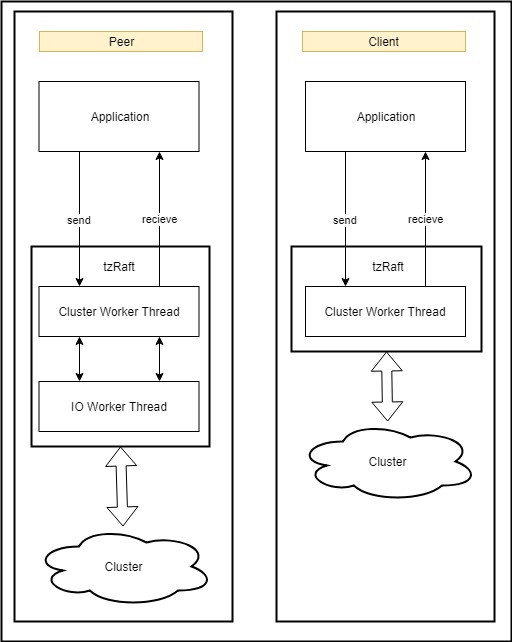 Peer
Application
send
recieve
tzRaft
Cluster Worker Thread
IO Worker Thread
Cluster
Client
Application
send
recieve
tzRaft
Cluster Worker Thread
Cluster